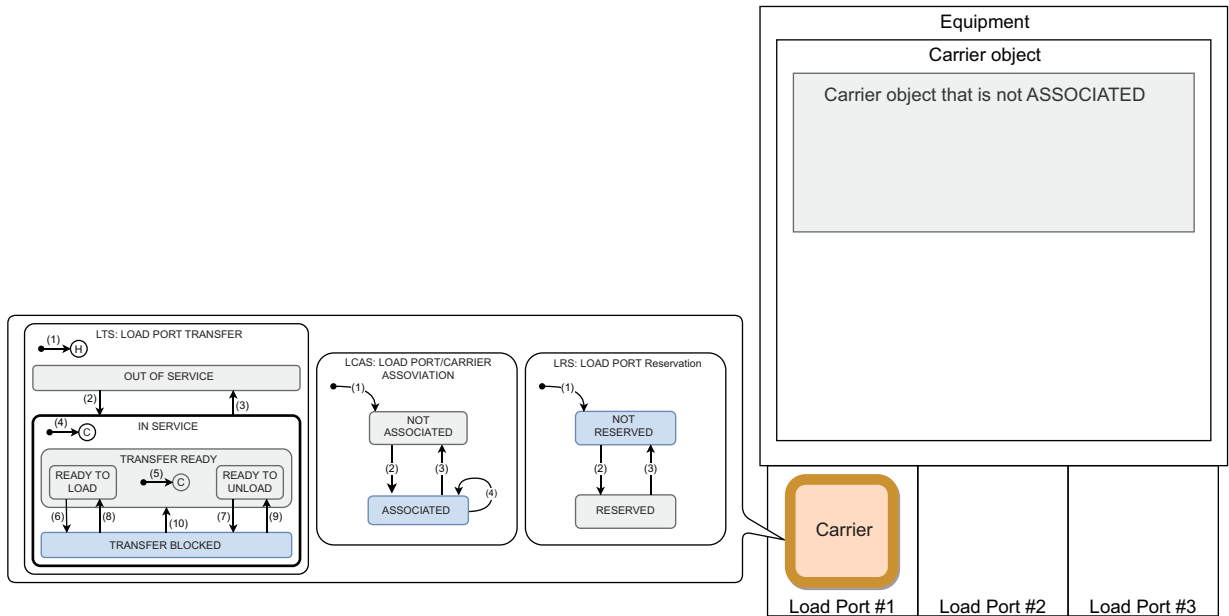 Equipment
Carrier object
Carrier object that is not ASSOCIATED
LTS: LOAD PORT TRANSFER
(1)
H
OUT OF SERVICE
(2)
(3)
(4)
C
IN SERVICE
TRANSFER READY
READY TO
LOAD
(5)
C
READY TO
UNLOAD
(6)
(8)
(10)
(7)
(9)
TRANSFER BLOCKED
LCAS: LOAD PORT/CARRIER
ASSOVIATION
(1)
NOT
ASSOCIATED
(2)
(3)
(4)
ASSOCIATED
LRS: LOAD PORT Reservation
(1)
NOT
RESERVED
(2)
(3)
RESERVED
Carrier
Load Port #1
Load Port #2
Load Port #3